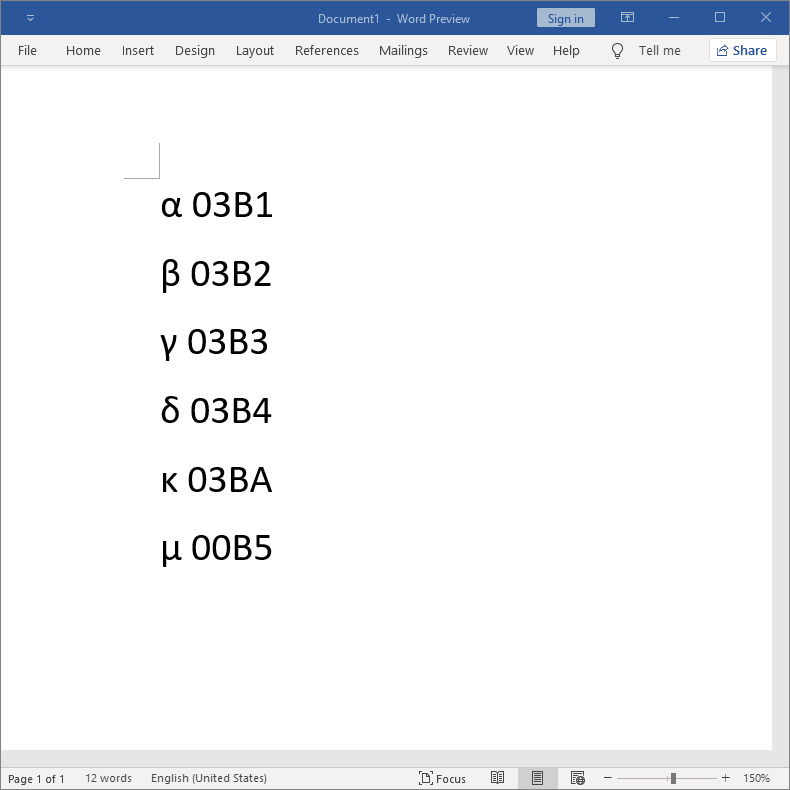 Document1 - Word Preview Sign in
File Home Insert Design Layout References Mailings Review View Help Tell me Share
α 03B1
β 03B2
γ 03B3
δ 03B4
κ 03BA
µ 00B5
Page 1 of 1 12 words English (United States) Focus 150%